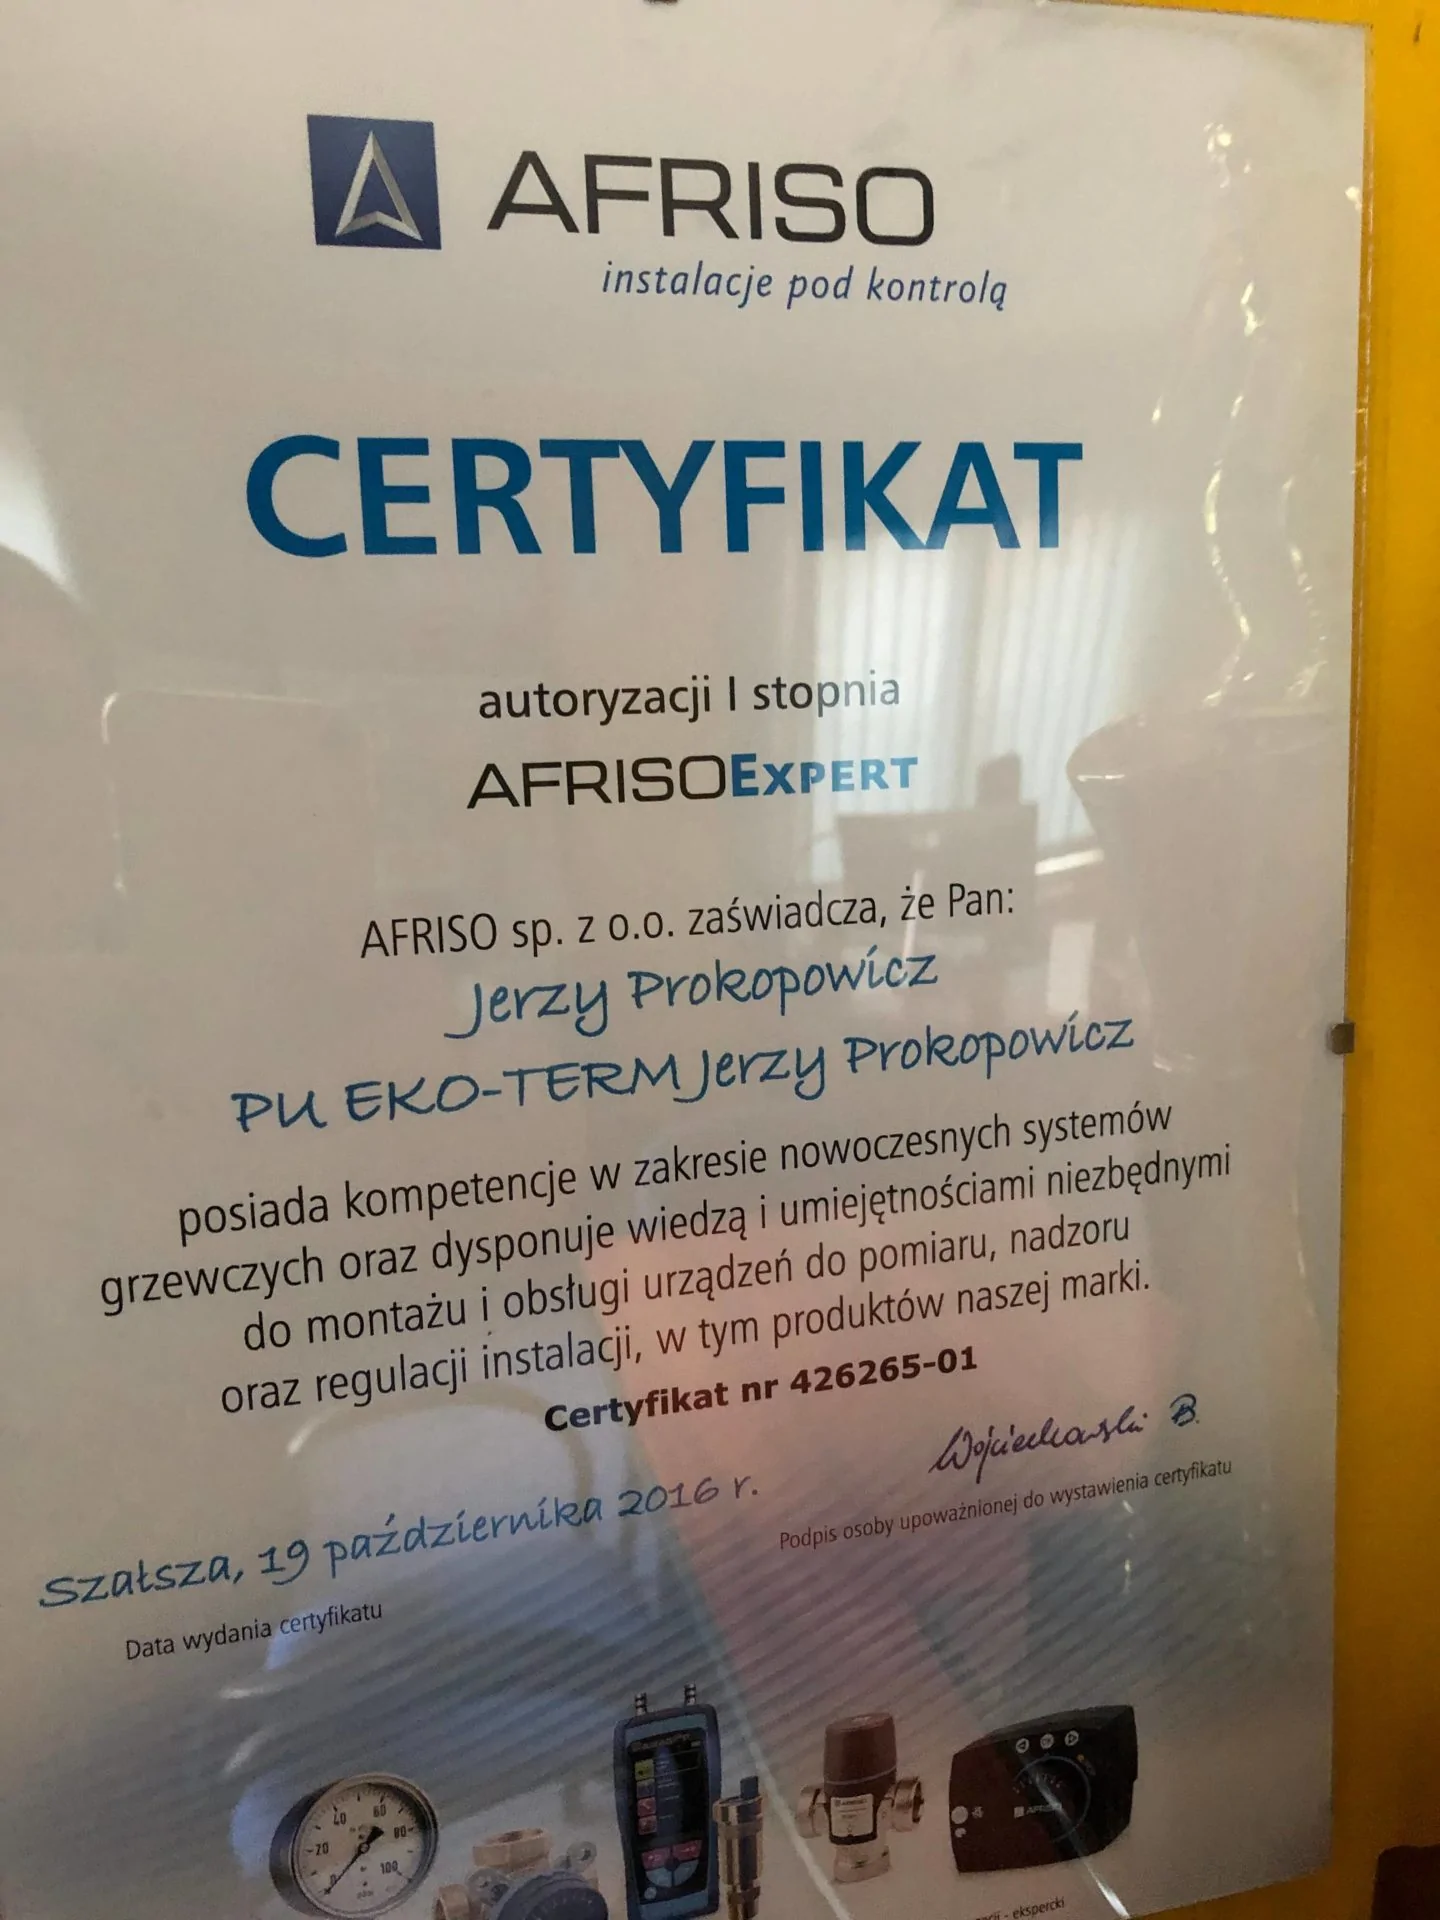 AFRISO
instalacje pod kontrolą
CERTYFIKAT
autoryzacji I stopnia
AFRISOEXPERT
AFRISO sp. z o.o. zaświadcza, że Pan:
Jerzy Prokopowicz
PU EKO-TERM Jerzy Prokopowicz
posiada kompetencje w zakresie nowoczesnych systemów
grzewczych oraz dysponuje wiedzą i umiejętnościami niezbędnymi
do montażu i obsługi urządzeń do pomiaru, nadzoru
oraz regulacji instalacji, w tym produktów naszej marki.
Certyfikat nr 426265-01
Wojciechowski B.
Podpis osoby upoważnionej do wystawienia certyfikatu
Szałsza, 19 października 2016 r.
Data wydania certyfikatu
0 20 40 60 80 100
AFRISO
- ekspercki